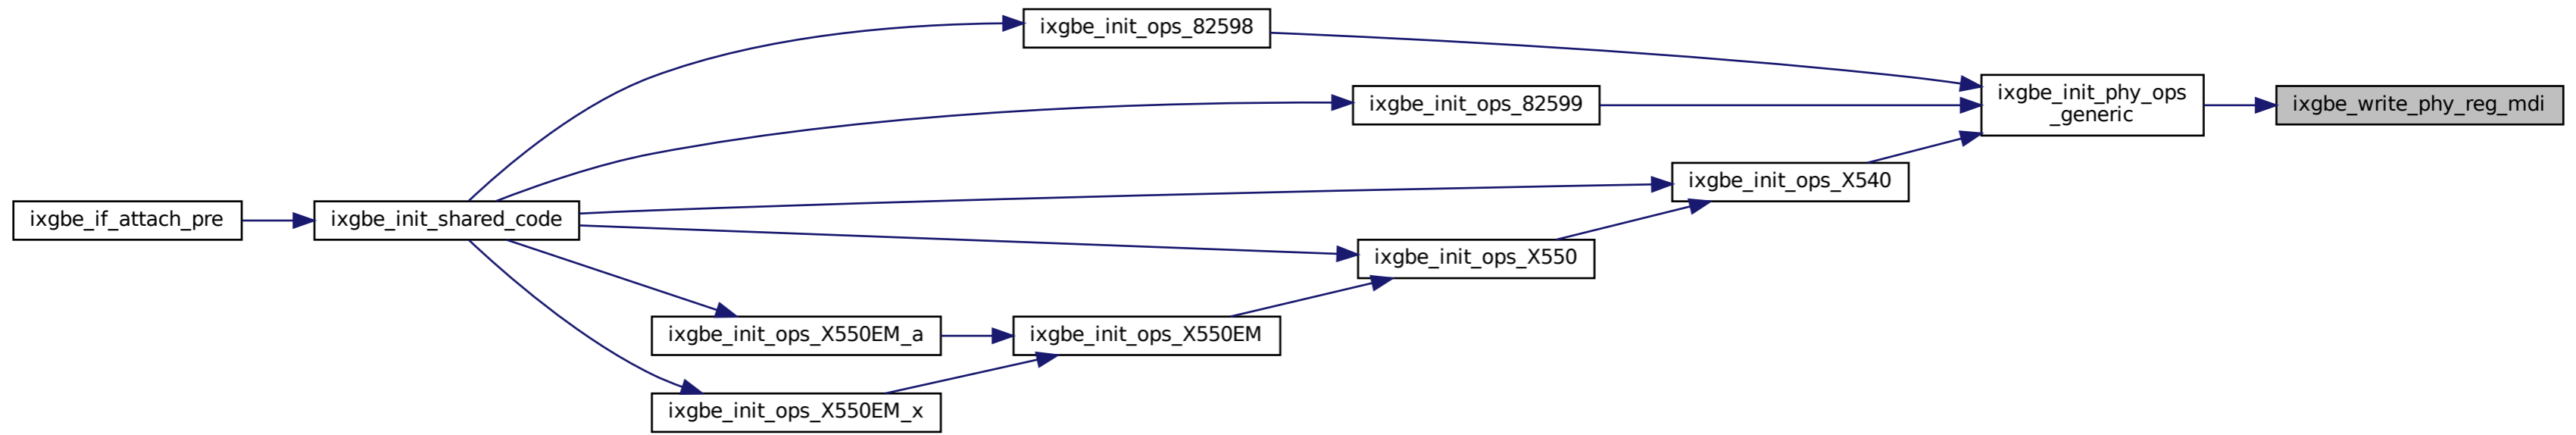 ixgbe_init_ops_82598
ixgbe_init_phy_ops
_generic
ixgbe_write_phy_reg_mdi
ixgbe_init_ops_82599
ixgbe_init_ops_X540
ixgbe_if_attach_pre
ixgbe_init_shared_code
ixgbe_init_ops_X550
ixgbe_init_ops_X550EM_a
ixgbe_init_ops_X550EM
ixgbe_init_ops_X550EM_x